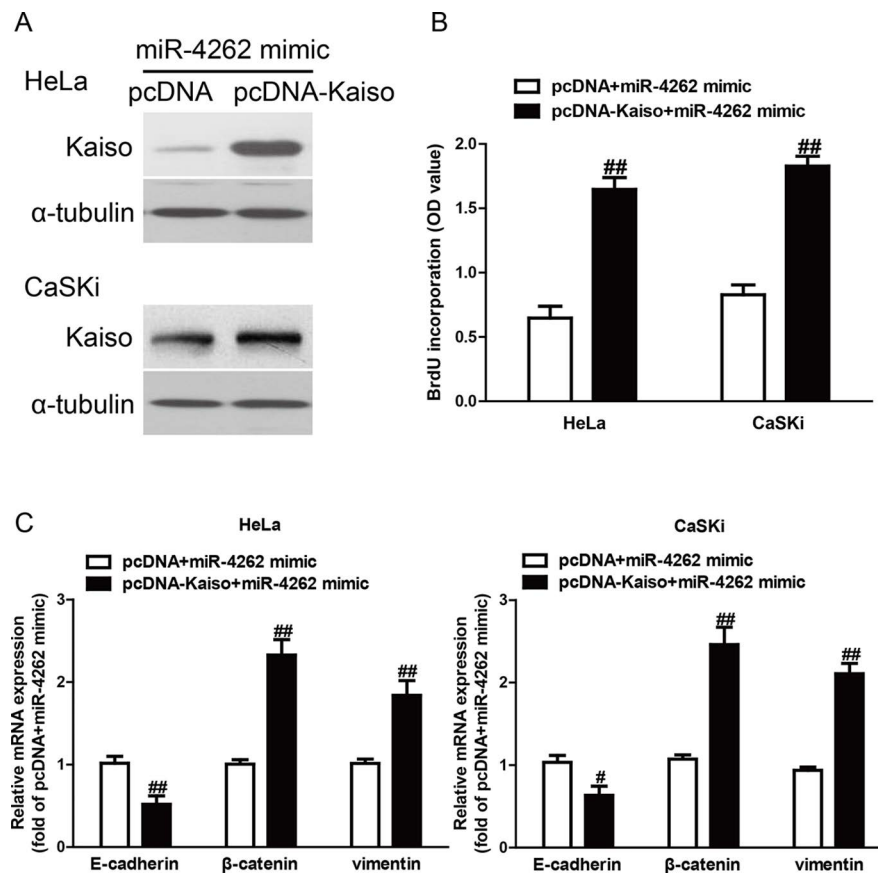 A
miR-4262 mimic
HeLa
pcDNA pcDNA-Kaiso
Kaiso
α-tubulin
CaSKi
Kaiso
α-tubulin
B
pcDNA+miR-4262 mimic
pcDNA-Kaiso+miR-4262 mimic
BrdU incorporation (OD value)
2.0
1.5
1.0
0.5
0.0
##
##
HeLa CaSKi
C
HeLa
pcDNA+miR-4262 mimic
pcDNA-Kaiso+miR-4262 mimic
Relative mRNA expression
(fold of pcDNA+miR-4262 mimic)
3
2
1
0
##
##
##
E-cadherin β-catenin vimentin
CaSKi
pcDNA+miR-4262 mimic
pcDNA-Kaiso+miR-4262 mimic
Relative mRNA expression
(fold of pcDNA+miR-4262 mimic)
3
2
1
0
#
##
##
E-cadherin β-catenin vimentin